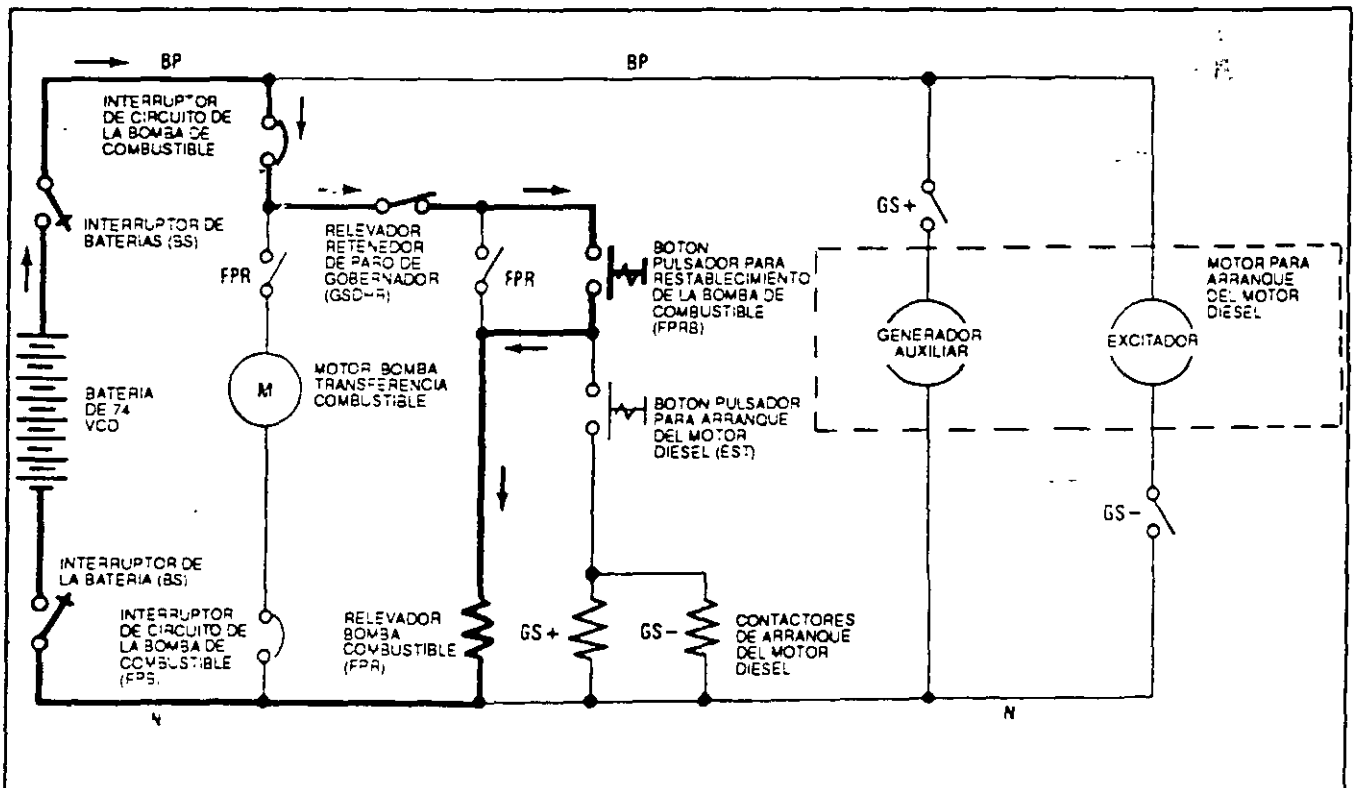 BP
BP
INTERRUPTOR
DE CIRCUITO DE
LA BOMBA DE
COMBUSTIBLE
INTERRUPTOR DE
BATERIAS (BS)
FPR
RELEVADOR
RETENEDOR
DE PARO DE
GOBERNADOR
(GSDHR)
FPR
BOTON
PULSADOR PARA
RESTABLECIMIENTO
DE LA BOMBA DE
COMBUSTIBLE
(FPRB)
GS+
MOTOR PARA
ARRANQUE
DEL MOTOR
DIESEL
GENERADOR
AUXILIAR
EXCITADOR
BATERIA
DE 74
VCD
M
MOTOR BOMBA
TRANSFERENCIA
COMBUSTIBLE
BOTON PULSADOR
PARA ARRANQUE
DEL MOTOR
DIESEL (EST)
GS-
INTERRUPTOR DE
LA BATERIA (BS)
INTERRUPTOR
DE CIRCUITO DE
LA BOMBA DE
COMBUSTIBLE
(FPB)
RELEVADOR
BOMBA
COMBUSTIBLE
(FPR)
GS+
GS-
CONTACTORES
DE ARRANQUE
DEL MOTOR
DIESEL
N
N